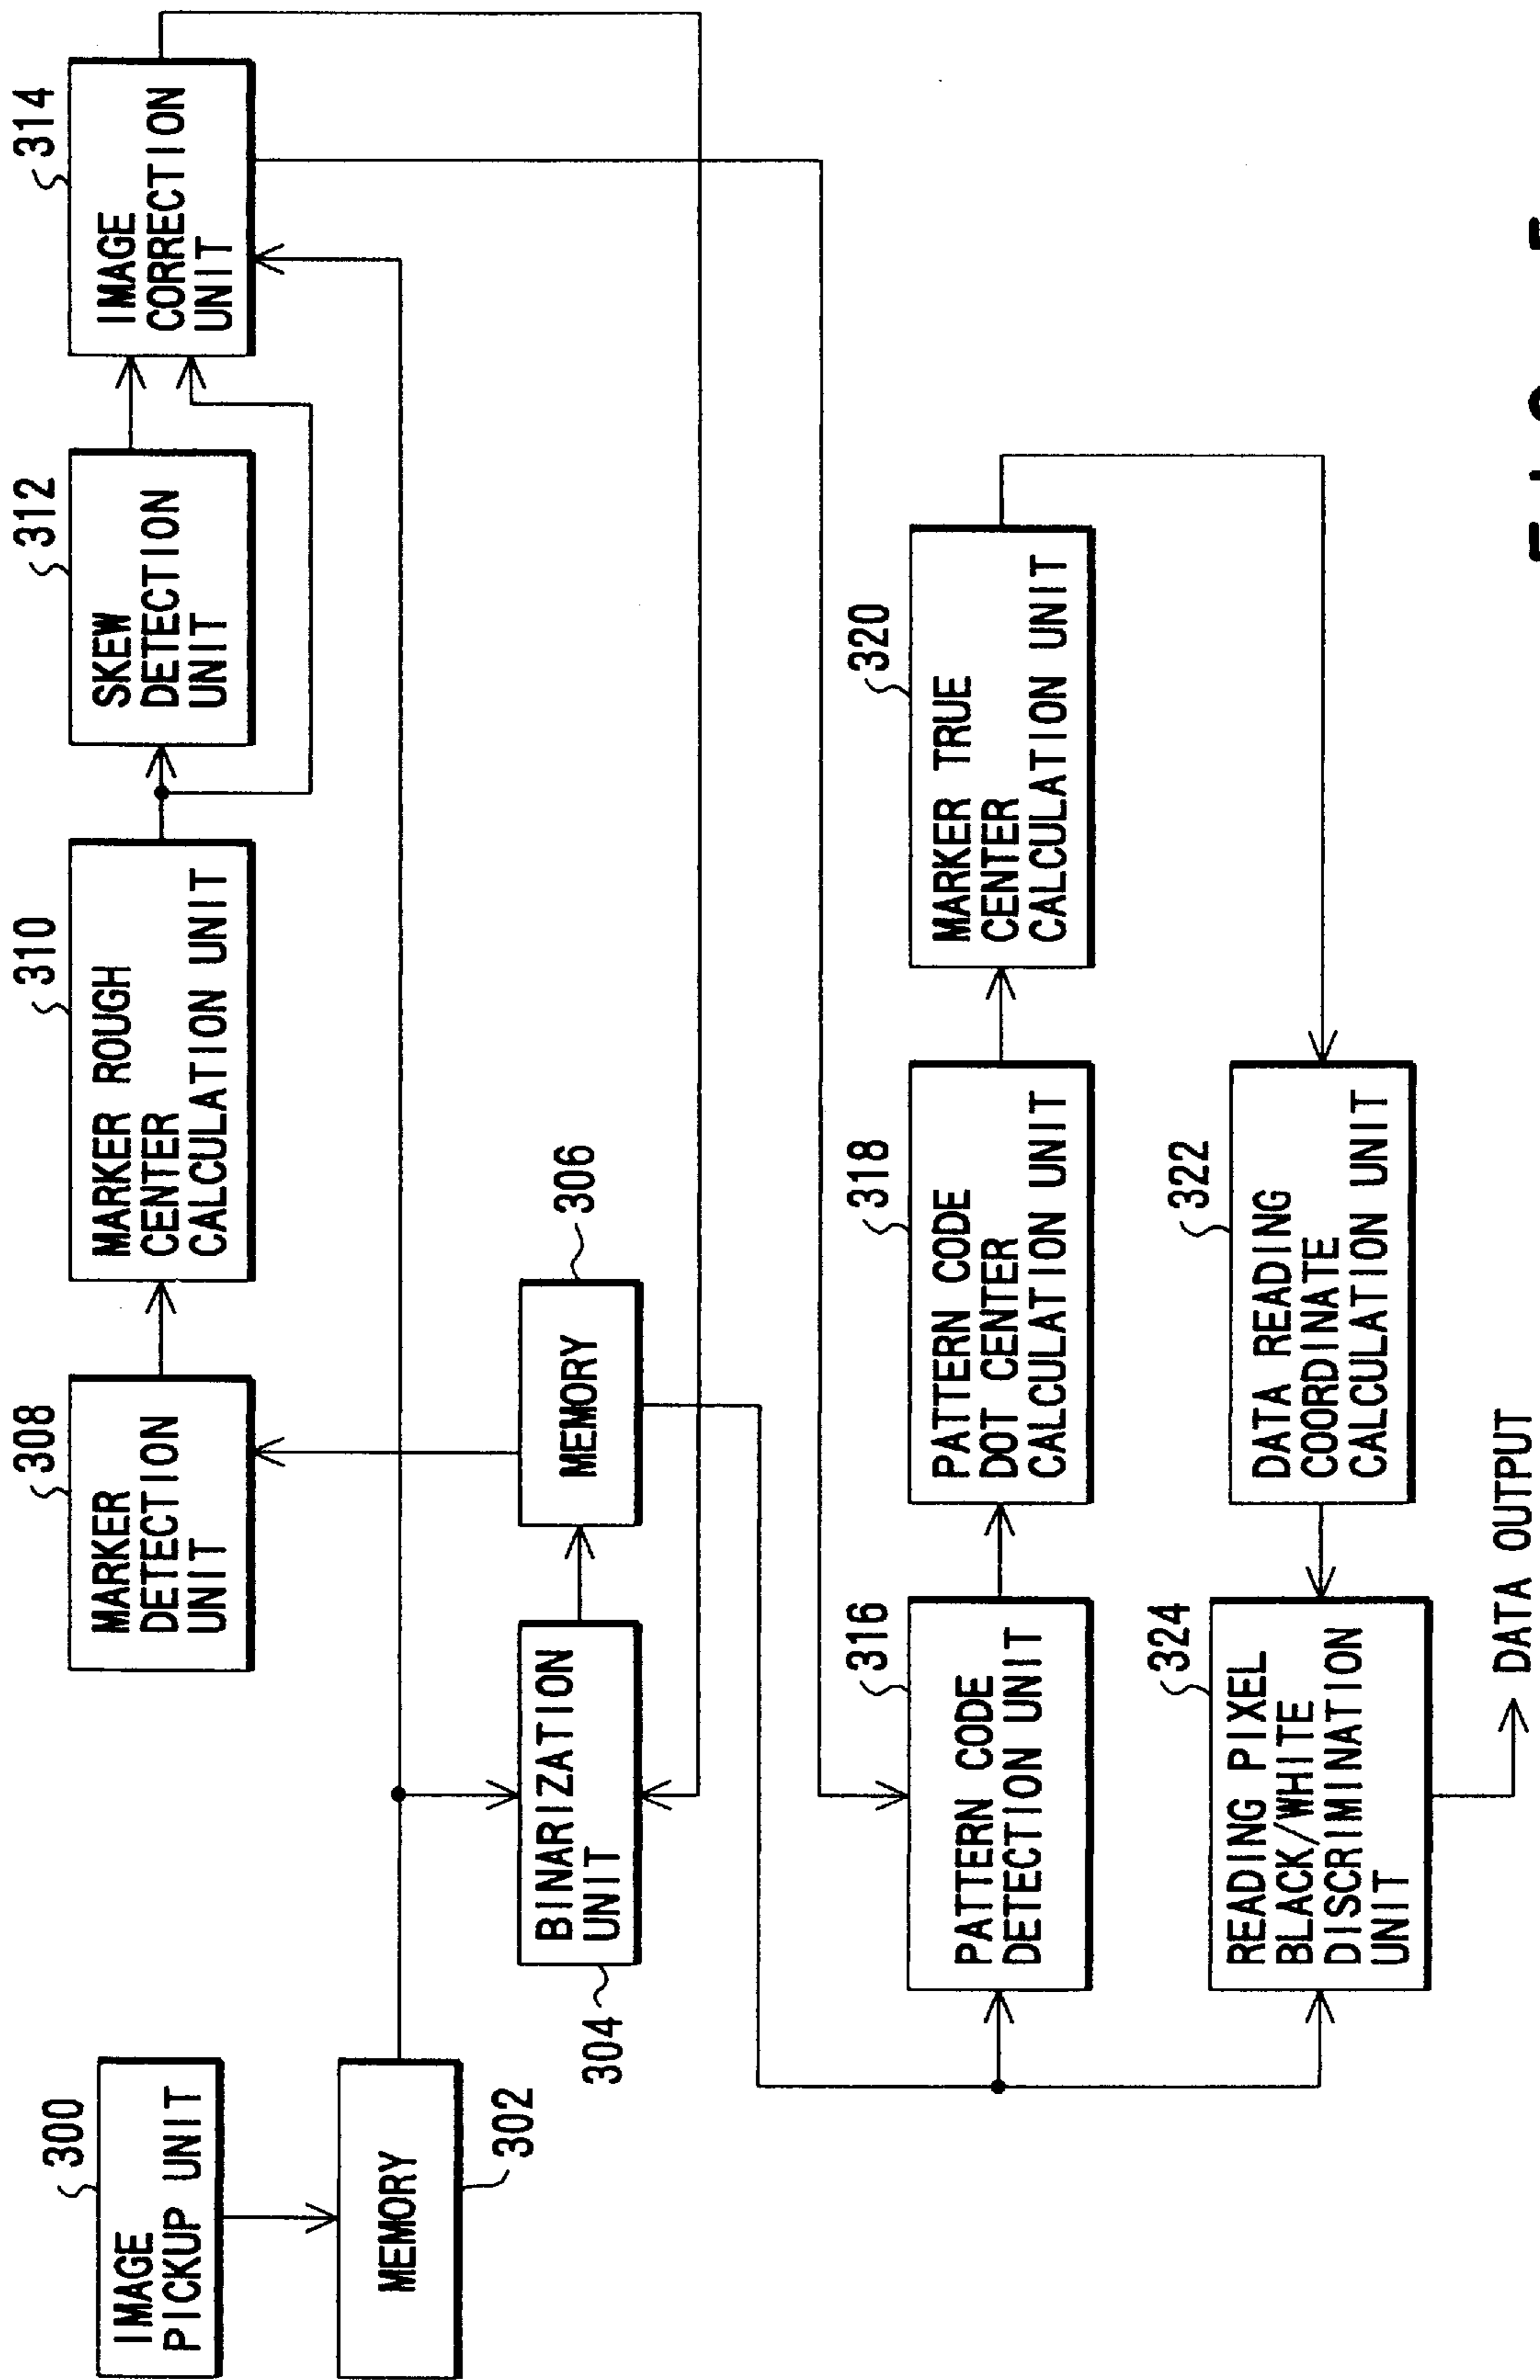 300
IMAGE
PICKUP UNIT
MEMORY
302
308
MARKER
DETECTION
UNIT
310
MARKER ROUGH
CENTER
CALCULATION UNIT
312
SKEW
DETECTION
UNIT
314
IMAGE
CORRECTION
UNIT
BINARIZATION
UNIT
304
MEMORY
306
316
PATTERN CODE
DETECTION UNIT
318
PATTERN CODE
DOT CENTER
CALCULATION UNIT
320
MARKER TRUE
CENTER
CALCULATION UNIT
324
READING PIXEL
BLACK/WHITE
DISCRIMINATION
UNIT
322
DATA READING
COORDINATE
CALCULATION UNIT
DATA OUTPUT